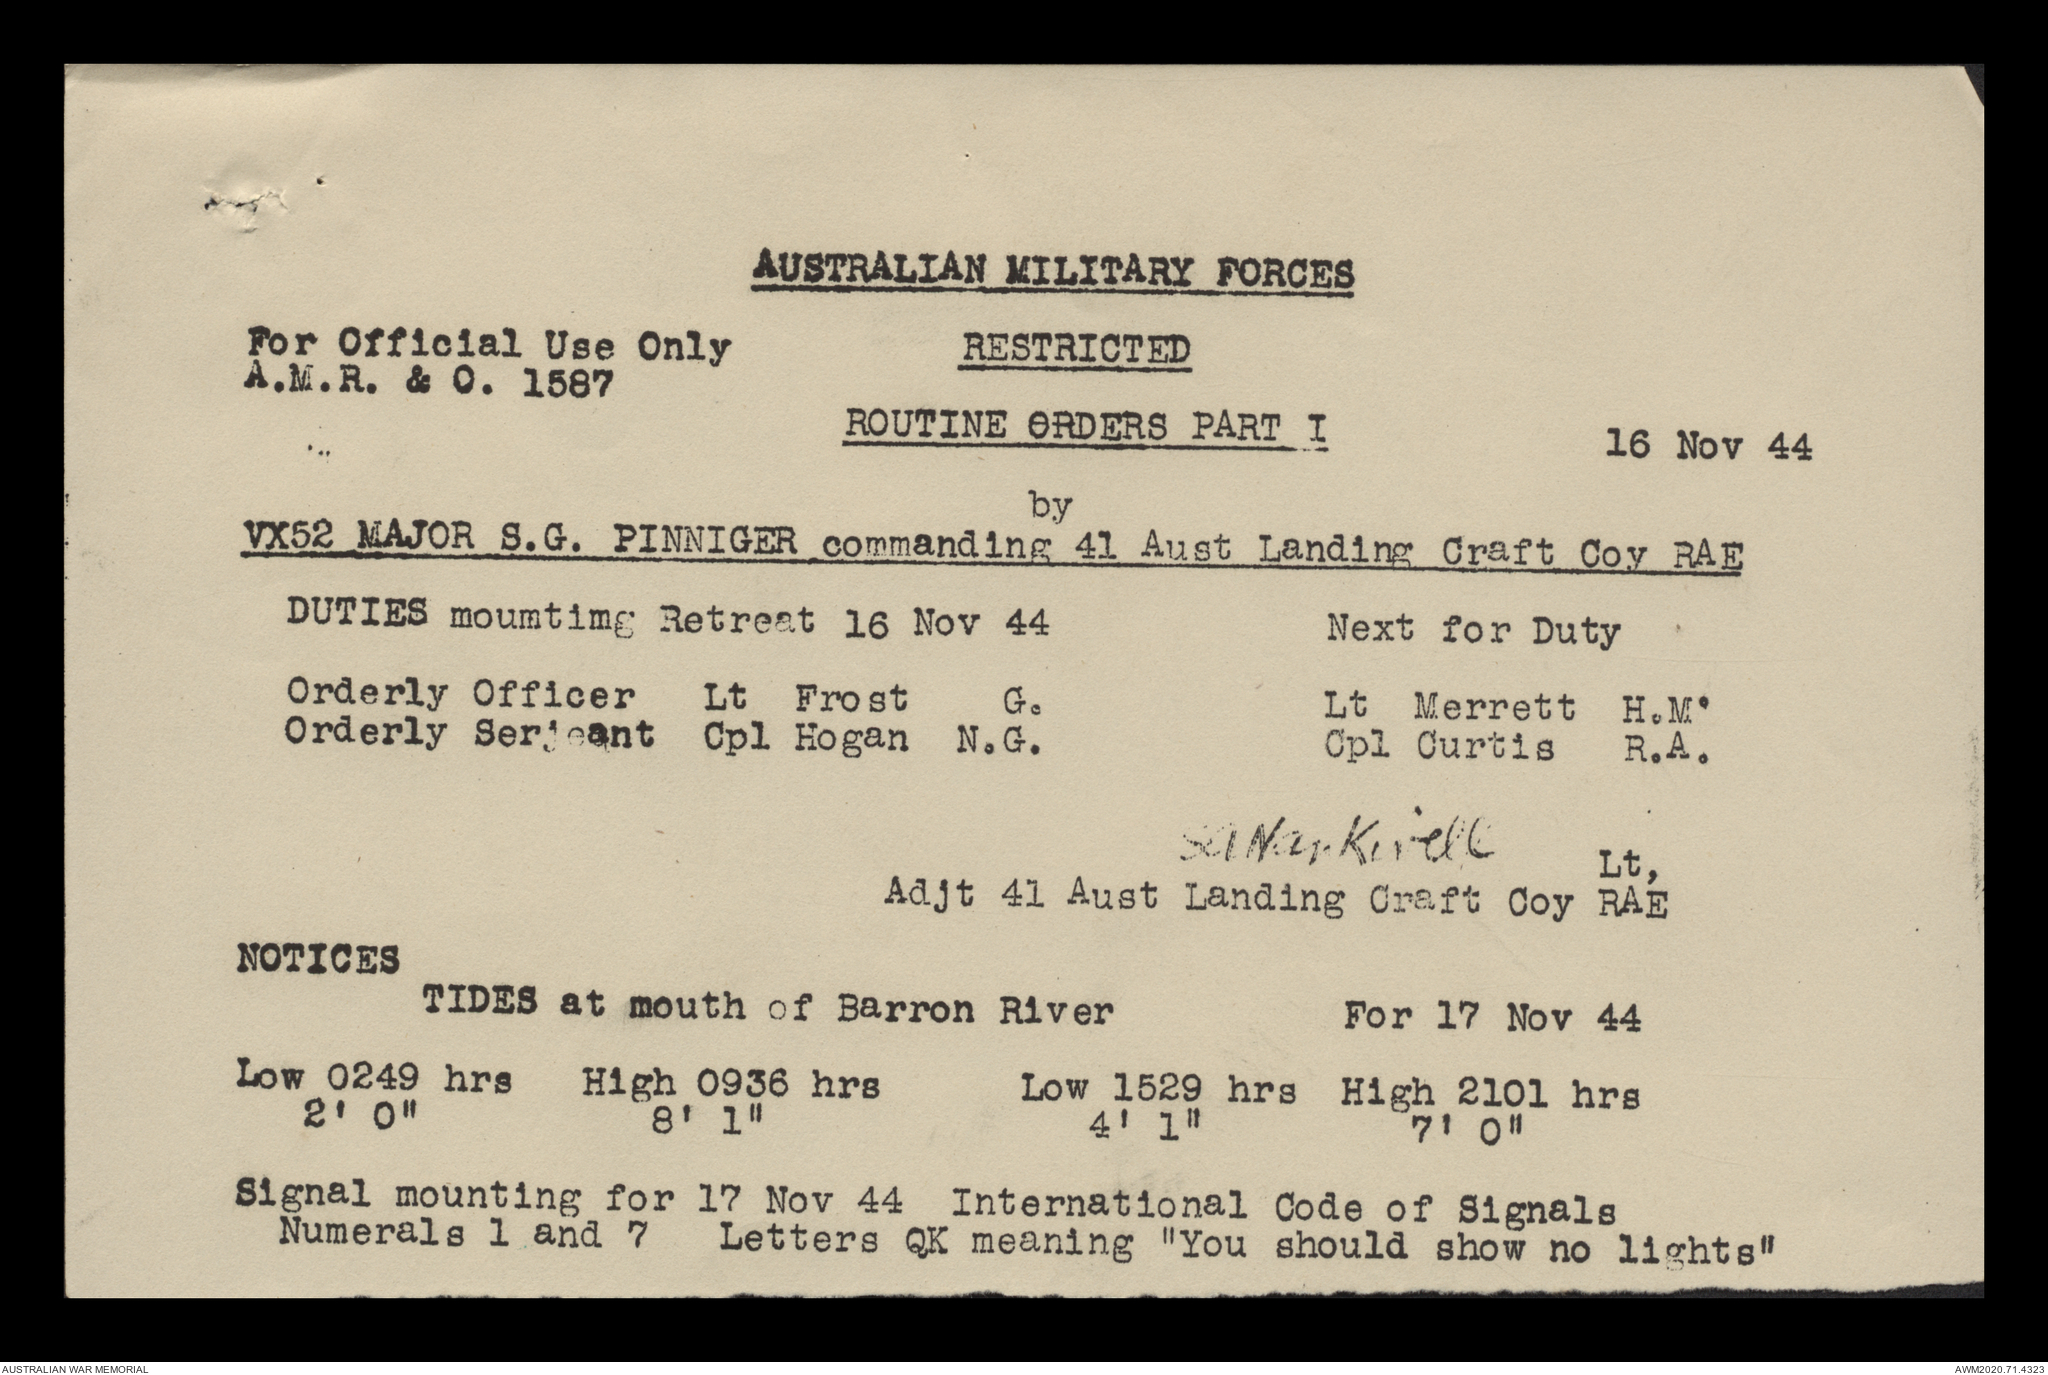 AUSTRALIAN MILITARY FORCES
For Official Use Only RESTRICTED
A.M.R. & O. 1587
ROUTINE ORDERS PART I 16 Nov 44
by
VX52 MAJOR S.G. PINNIGER commanding 41 Aust Landing Craft Coy RAE
DUTIES moumtimg Retreat 16 Nov 44 Next for Duty
Orderly Officer Lt Frost G. Lt Merrett H.M.
Orderly Serjeant Cpl Hogan N.G. Cpl Curtis R.A.
Lt,
Adjt 41 Aust Landing Craft Coy RAE
NOTICES
TIDES at mouth of Barron River For 17 Nov 44
Low 0249 hrs High 0936 hrs Low 1529 hrs High 2101 hrs
2' 0" 8' 1" 4' 1" 7' 0"
Signal mounting for 17 Nov 44 International Code of Signals
Numerals 1 and 7 Letters QK meaning "You should show no lights"
AUSTRALIAN WAR MEMORIAL AWM2020.71.4323